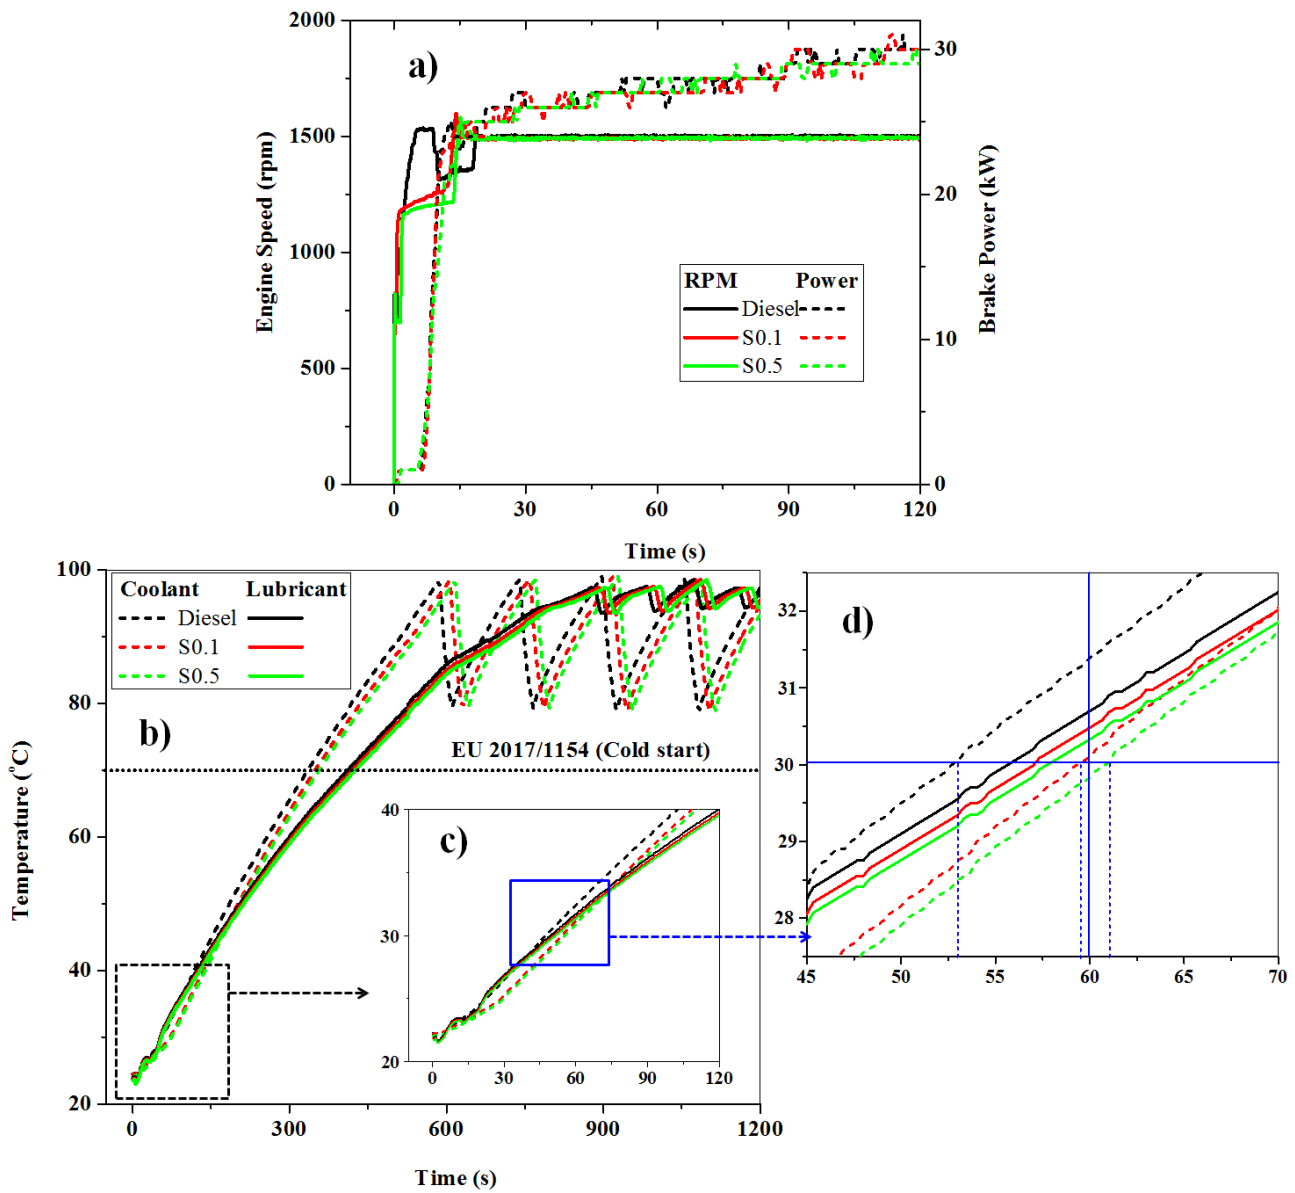 a)
2000
1500
1000
500
0
Engine Speed (rpm)
30
20
10
0
Brake Power (kW)
RPM Power
Diesel
S0.1
S0.5
0 30 60 90 120
Time (s)
b)
100
80
60
40
20
Temperature (°C)
Coolant Lubricant
Diesel
S0.1
S0.5
EU 2017/1154 (Cold start)
0 300 600 900 1200
Time (s)
c)
40
30
20
0 30 60 90 120
d)
32
31
30
29
28
45 50 55 60 65 70